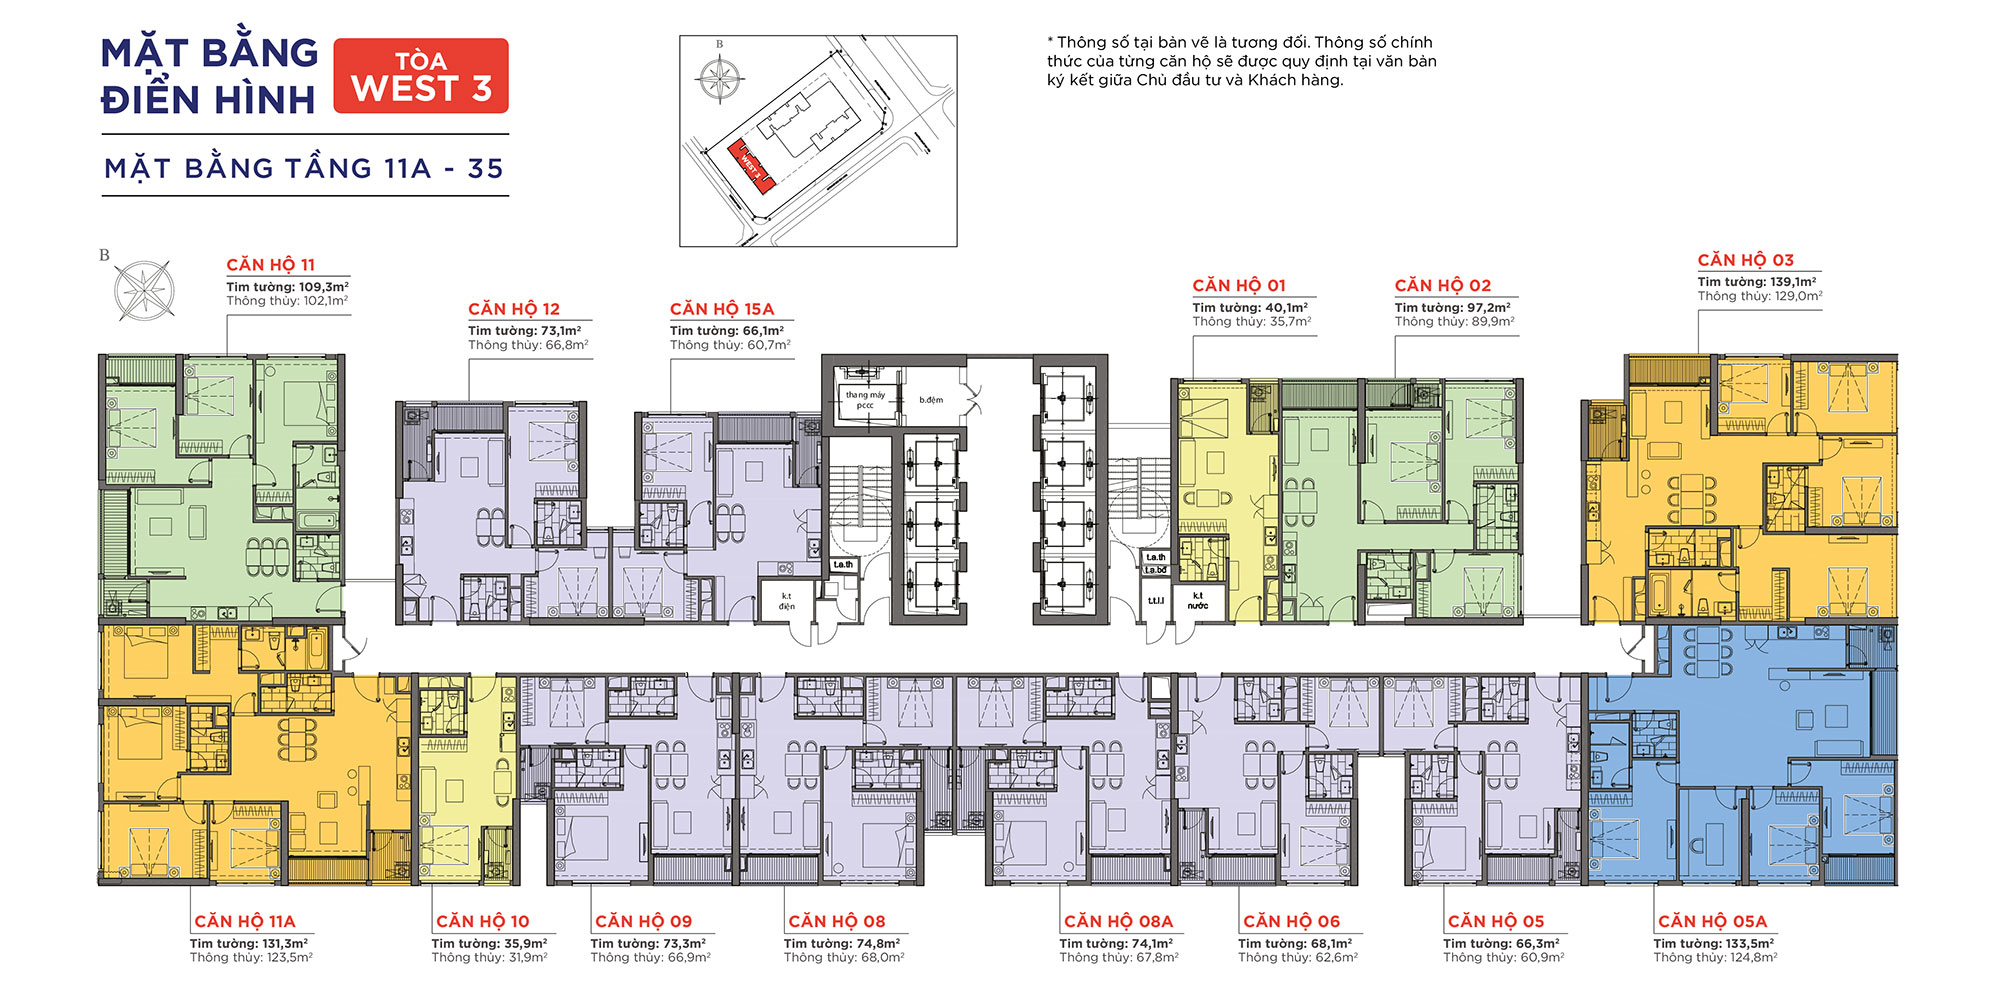 MẶT BẰNG
ĐIỂN HÌNH
TÒA
WEST 3
MẶT BẰNG TẦNG 11A - 35
B
WEST 3
* Thông số tại bản vẽ là tương đối. Thông số chính
thức của từng căn hộ sẽ được quy định tại văn bản
ký kết giữa Chủ đầu tư và Khách hàng.
B
CĂN HỘ 11
Tim tường: 109,3m²
Thông thủy: 102,1m²
CĂN HỘ 12
Tim tường: 73,1m²
Thông thủy: 66,8m²
CĂN HỘ 15A
Tim tường: 66,1m²
Thông thủy: 60,7m²
CĂN HỘ 01
Tim tường: 40,1m²
Thông thủy: 35,7m²
CĂN HỘ 02
Tim tường: 97,2m²
Thông thủy: 89,9m²
CĂN HỘ 03
Tim tường: 139,1m²
Thông thủy: 129,0m²
thang máy
pccc
b.đệm
t.a.th
k.t
điện
t.a.th
t.a.bđ
t.t.l.l
k.t
nước
CĂN HỘ 11A
Tim tường: 131,3m²
Thông thủy: 123,5m²
CĂN HỘ 10
Tim tường: 35,9m²
Thông thủy: 31,9m²
CĂN HỘ 09
Tim tường: 73,3m²
Thông thủy: 66,9m²
CĂN HỘ 08
Tim tường: 74,8m²
Thông thủy: 68,0m²
CĂN HỘ 08A
Tim tường: 74,1m²
Thông thủy: 67,8m²
CĂN HỘ 06
Tim tường: 68,1m²
Thông thủy: 62,6m²
CĂN HỘ 05
Tim tường: 66,3m²
Thông thủy: 60,9m²
CĂN HỘ 05A
Tim tường: 133,5m²
Thông thủy: 124,8m²